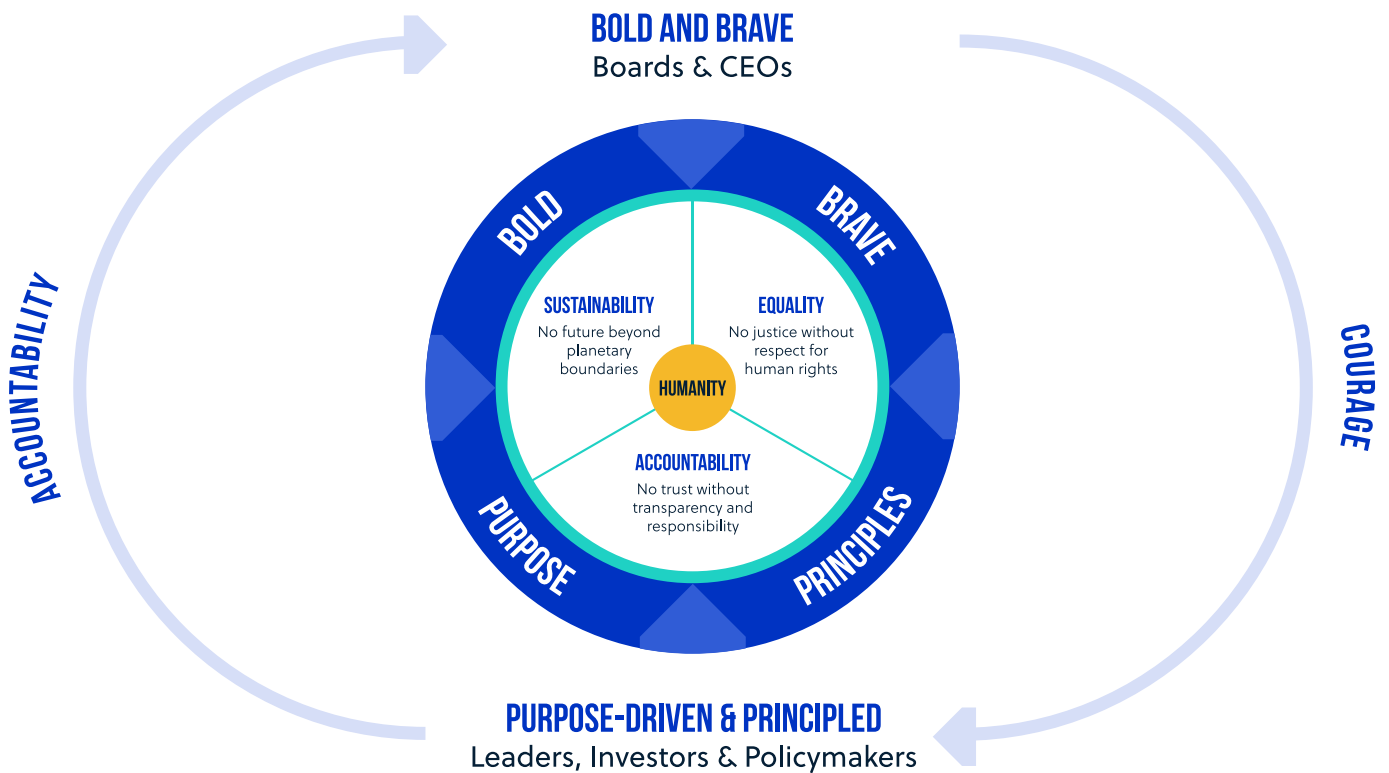 BOLD AND BRAVE
Boards & CEOs
BOLD
BRAVE
SUSTAINABILITY
No future beyond
planetary
boundaries
EQUALITY
No justice without
respect for
human rights
HUMANITY
ACCOUNTABILITY
No trust without
transparency and
responsibility
PURPOSE
PRINCIPLES
ACCOUNTABILITY
COURAGE
PURPOSE-DRIVEN & PRINCIPLED
Leaders, Investors & Policymakers